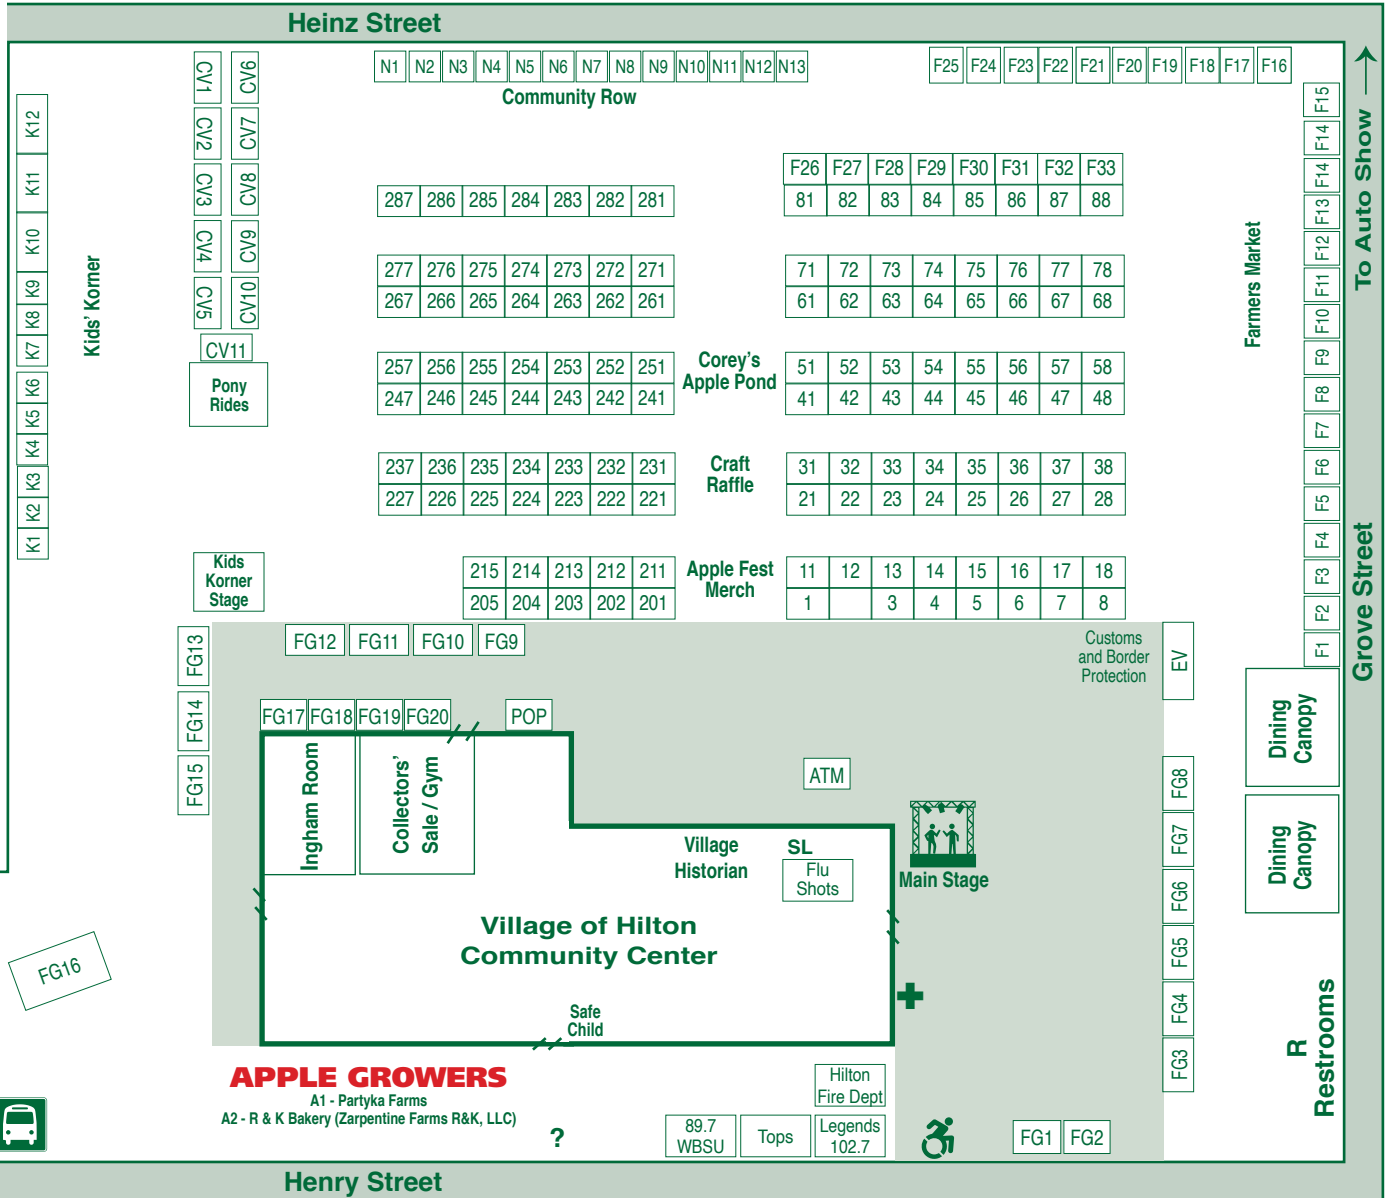 Heinz Street
N1 N2 N3 N4 N5 N6 N7 N8 N9 N10 N11 N12 N13
Community Row
F25 F24 F23 F22 F21 F20 F19 F18 F17 F16
CV1 CV6
CV2 CV7
CV3 CV8
CV4 CV9
CV5 CV10
CV11
Pony
Rides
K12
K11
K10
K9
K8
K7
K6
K5
K4
K3
K2
K1
Kids' Korner
Kids
Korner
Stage
287 286 285 284 283 282 281
277 276 275 274 273 272 271
267 266 265 264 263 262 261
257 256 255 254 253 252 251
247 246 245 244 243 242 241
237 236 235 234 233 232 231
227 226 225 224 223 222 221
215 214 213 212 211
205 204 203 202 201
Corey's
Apple Pond
Craft
Raffle
Apple Fest
Merch
F26 F27 F28 F29 F30 F31 F32 F33
81 82 83 84 85 86 87 88
71 72 73 74 75 76 77 78
61 62 63 64 65 66 67 68
51 52 53 54 55 56 57 58
41 42 43 44 45 46 47 48
31 32 33 34 35 36 37 38
21 22 23 24 25 26 27 28
11 12 13 14 15 16 17 18
1 3 4 5 6 7 8
Farmers Market
F15
F14
F14
F13
F12
F11
F10
F9
F8
F7
F6
F5
F4
F3
F2
F1
To Auto Show
Grove Street
FG13
FG14
FG15
FG12 FG11 FG10 FG9
FG17 FG18 FG19 FG20
POP
Customs
and Border
Protection
EV
Ingham Room
Collectors'
Sale / Gym
ATM
Village
Historian
SL
Flu
Shots
Main Stage
Village of Hilton
Community Center
Safe
Child
FG8
FG7
FG6
FG5
FG4
FG3
Dining
Canopy
Dining
Canopy
R
Restrooms
FG16
APPLE GROWERS
A1 - Partyka Farms
A2 - R & K Bakery (Zarpentine Farms R&K, LLC)
?
Hilton
Fire Dept
89.7
WBSU
Tops
Legends
102.7
FG1 FG2
Henry Street